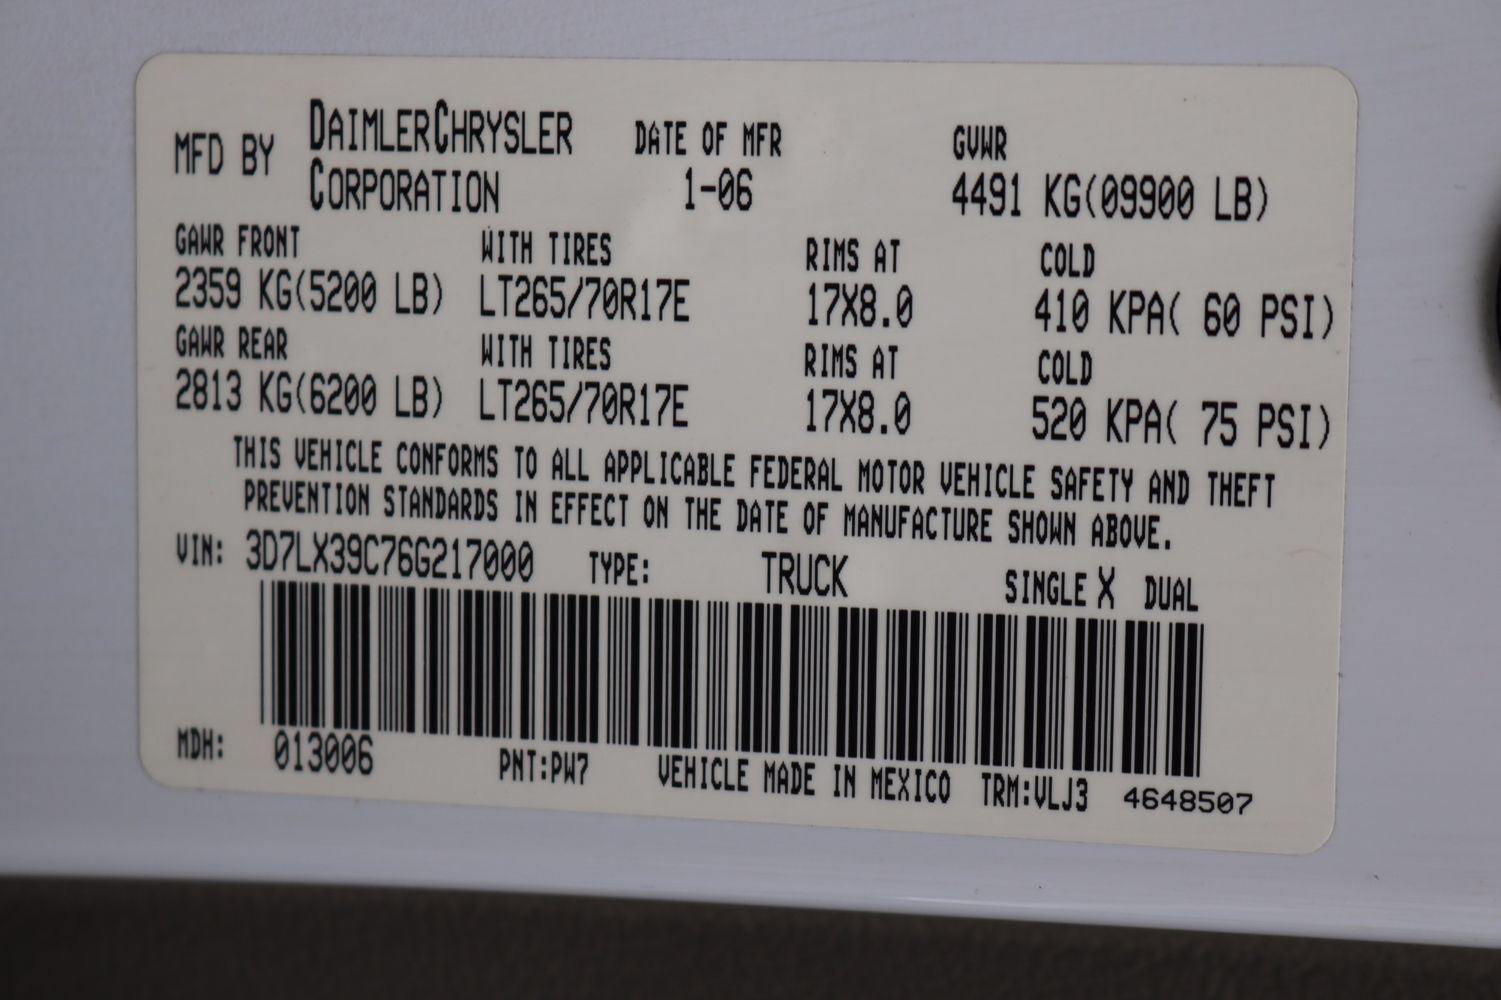 MFD BY DAIMLERCHRYSLER CORPORATION DATE OF MFR 1-06 GVWR 4491 KG(09900 LB)
GAWR FRONT WITH TIRES RIMS AT COLD
2359 KG(5200 LB) LT265/70R17E 17X8.0 410 KPA( 60 PSI)
GAWR REAR WITH TIRES RIMS AT COLD
2813 KG(6200 LB) LT265/70R17E 17X8.0 520 KPA( 75 PSI)
THIS VEHICLE CONFORMS TO ALL APPLICABLE FEDERAL MOTOR VEHICLE SAFETY AND THEFT
PREVENTION STANDARDS IN EFFECT ON THE DATE OF MANUFACTURE SHOWN ABOVE.
VIN: 3D7LX39C76G217000 TYPE: TRUCK SINGLE X DUAL
MDH: 013006 PNT:PW7 VEHICLE MADE IN MEXICO TRM:VLJ3 4648507